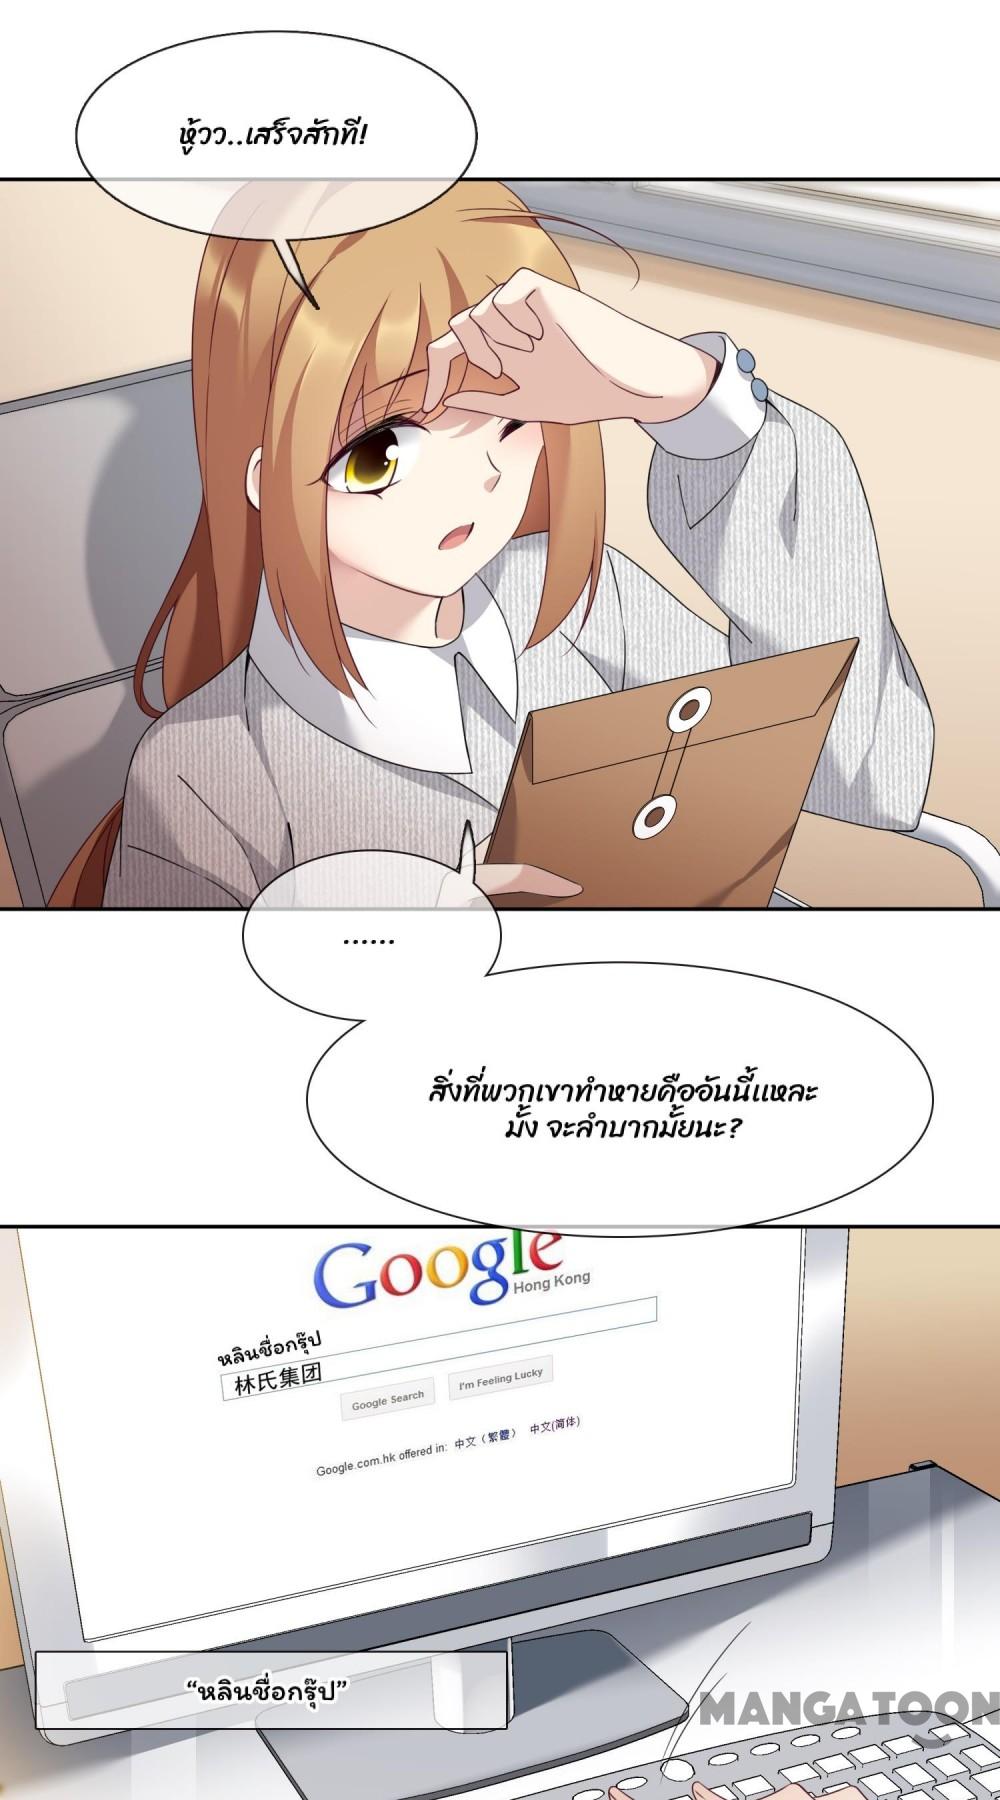 หู้วว..เสร็จสักที!
......
สิ่งที่พวกเขาทำหายคืออันนี้แหละ
มั้ง จะลำบากมั้ยนะ?
Google
Hong Kong
หลินชื่อกรุ๊ป
林氏集团
Google Search
I'm Feeling Lucky
Google.com.hk offered in: 中文（繁體） 中文(简体)
“หลินชื่อกรุ๊ป”
MANGATOON